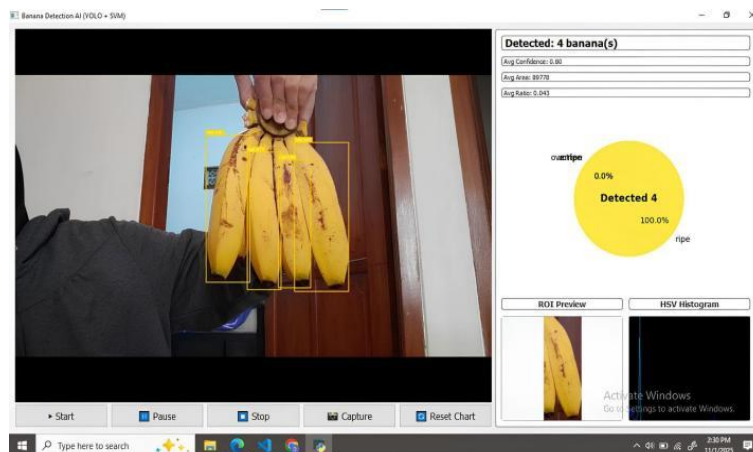 Banana Detection AI (YOLO + SVM)
Detected: 4 banana(s)
Avg Confidence: 0.80
Avg Area: 89778
Avg Ratio: 0.043
0.0%
Detected 4
100.0%
ripe
ROI Preview
HSV Histogram
Activate Windows
Go to Settings to activate Windows.
Start
Pause
Stop
Capture
Reset Chart
Type here to search
2:30 PM